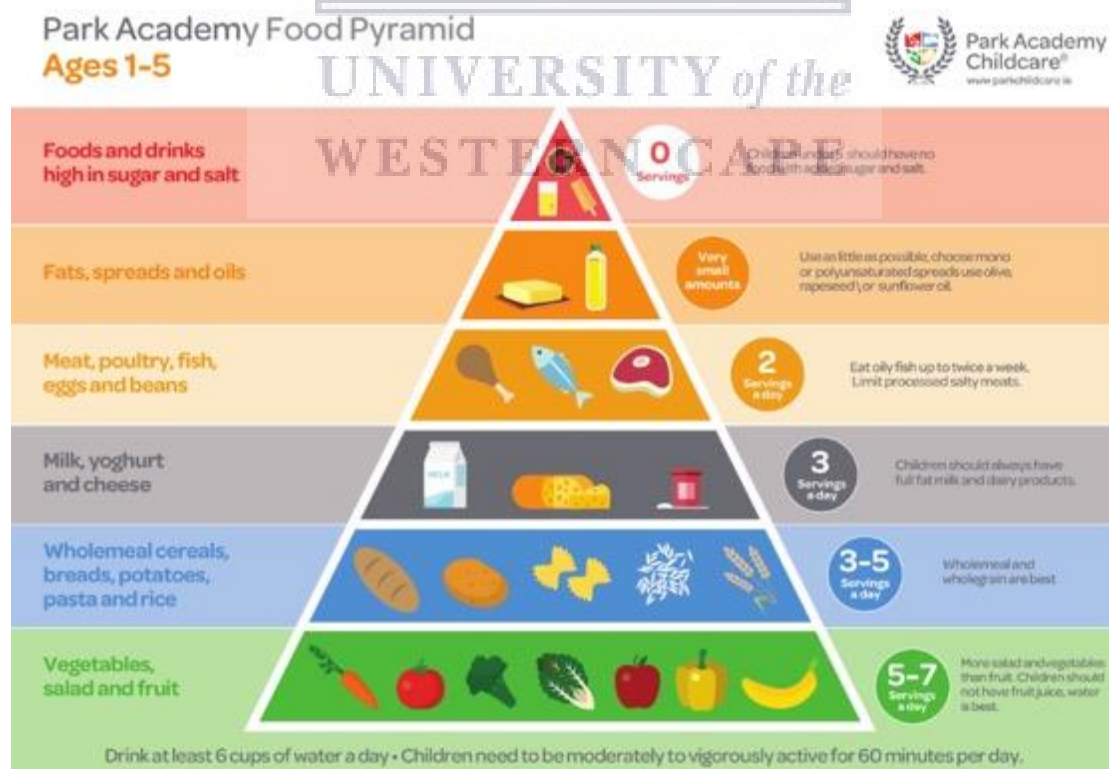 Park Academy Food Pyramid
Ages 1-5
UNIVERSITY of the
WESTERN CAPE
Park Academy
Childcare®
www.parkchildcare.ie
Foods and drinks
high in sugar and salt
0
Servings
Children under 5 should have no
food with added sugar and salt.
Fats, spreads and oils
Very
small
amounts
Use as little as possible, choose mono
or polyunsaturated spreads use olive,
rapeseed\ or sunflower oil.
Meat, poultry, fish,
eggs and beans
2
Servings
a day
Eat oily fish up to twice a week,
Limit processed salty meats.
Milk, yoghurt
and cheese
MILK
3
Servings
a day
Children should always have
full fat milk and dairy products.
Wholemeal cereals,
breads, potatoes,
pasta and rice
3-5
Servings
a day
Wholemeal and
wholegrain are best
Vegetables,
salad and fruit
5-7
Servings
a day
More salad and vegetables
than fruit. Children should
not have fruit juice, water
is best.
Drink at least 6 cups of water a day • Children need to be moderately to vigorously active for 60 minutes per day.